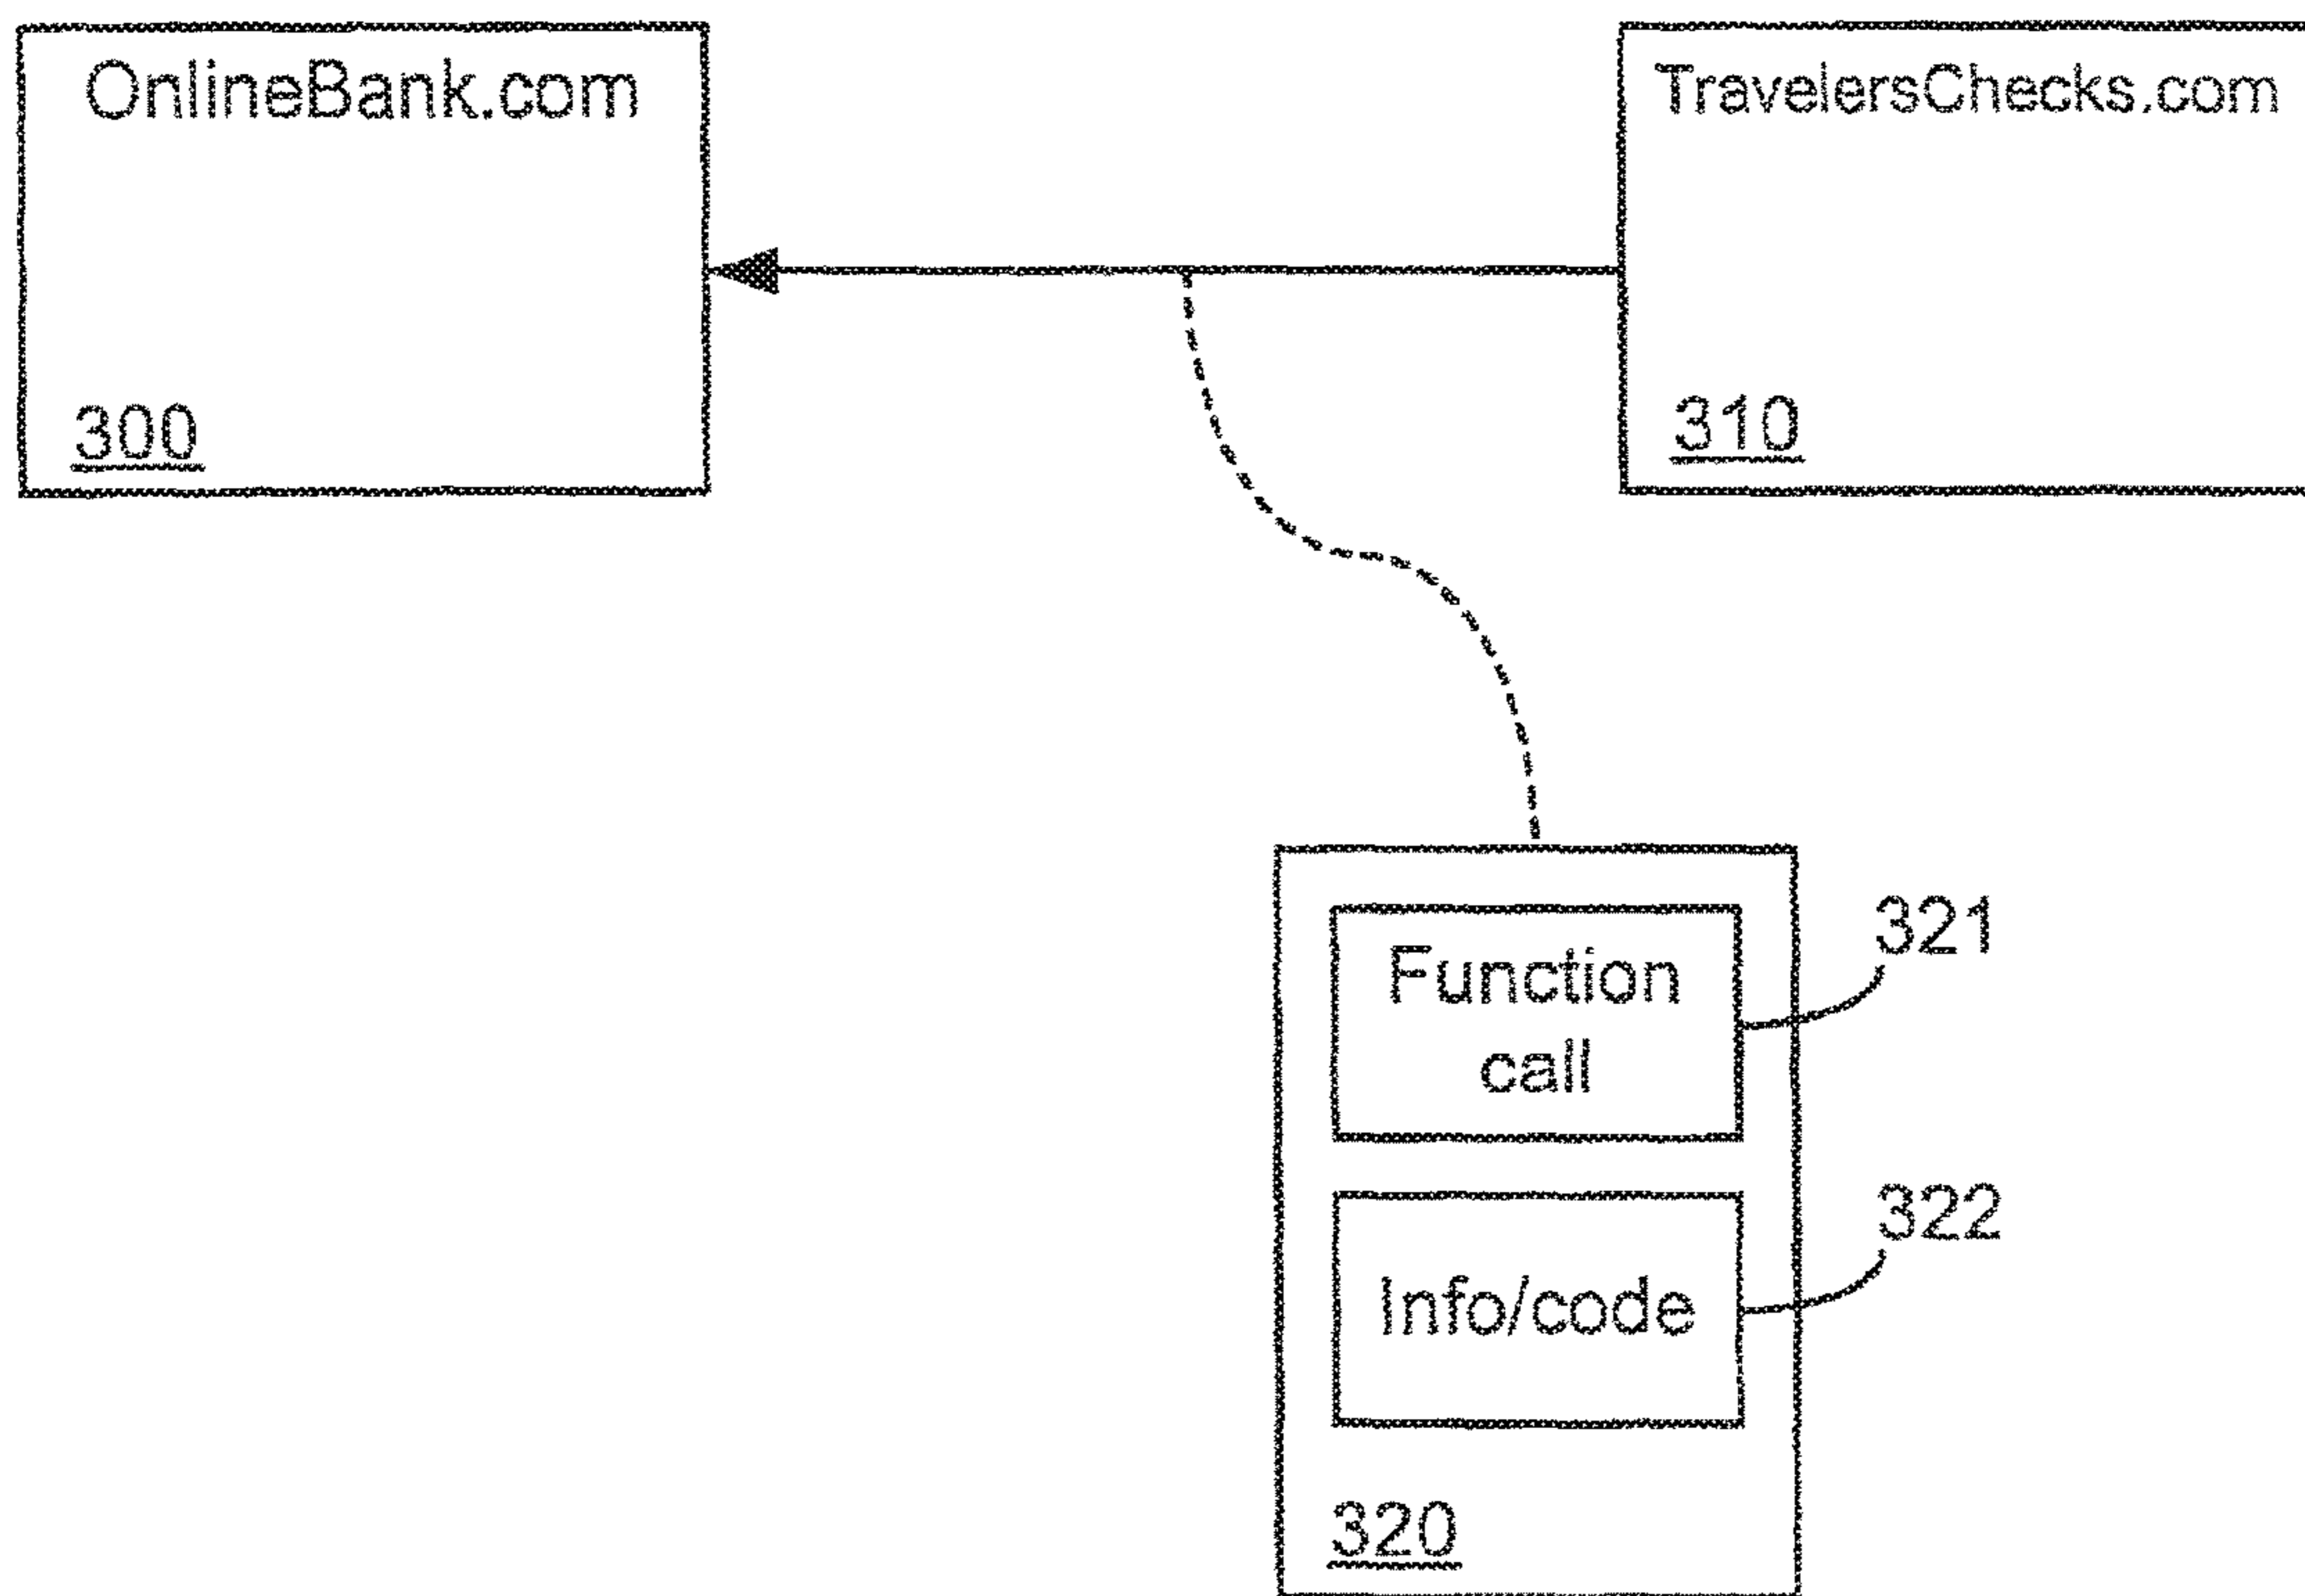 OnlineBank.com
TravelersChecks.com
300
310
Function
call
321
Info/code
322
320